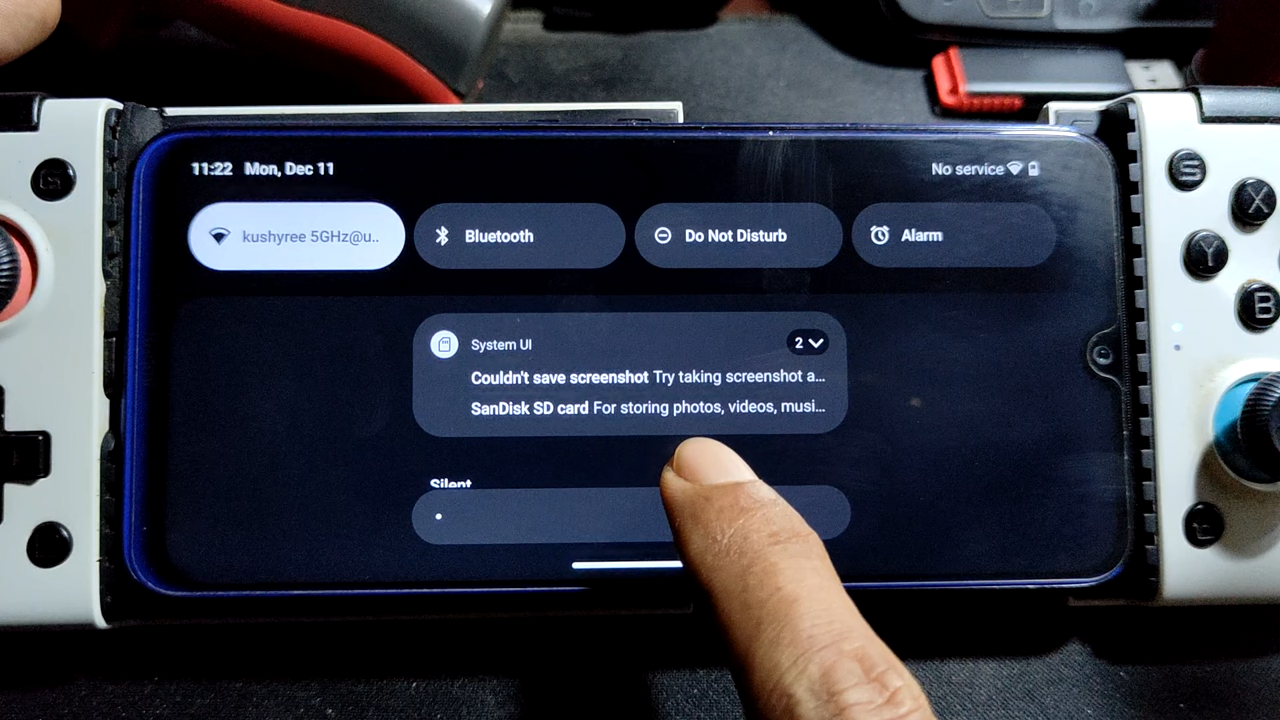 11:22 Mon, Dec 11
No service
kushyree 5GHz@u..
Bluetooth
Do Not Disturb
Alarm
System UI
2
Couldn't save screenshot Try taking screenshot a...
SanDisk SD card For storing photos, videos, musi...
Silent
S
X
Y
B